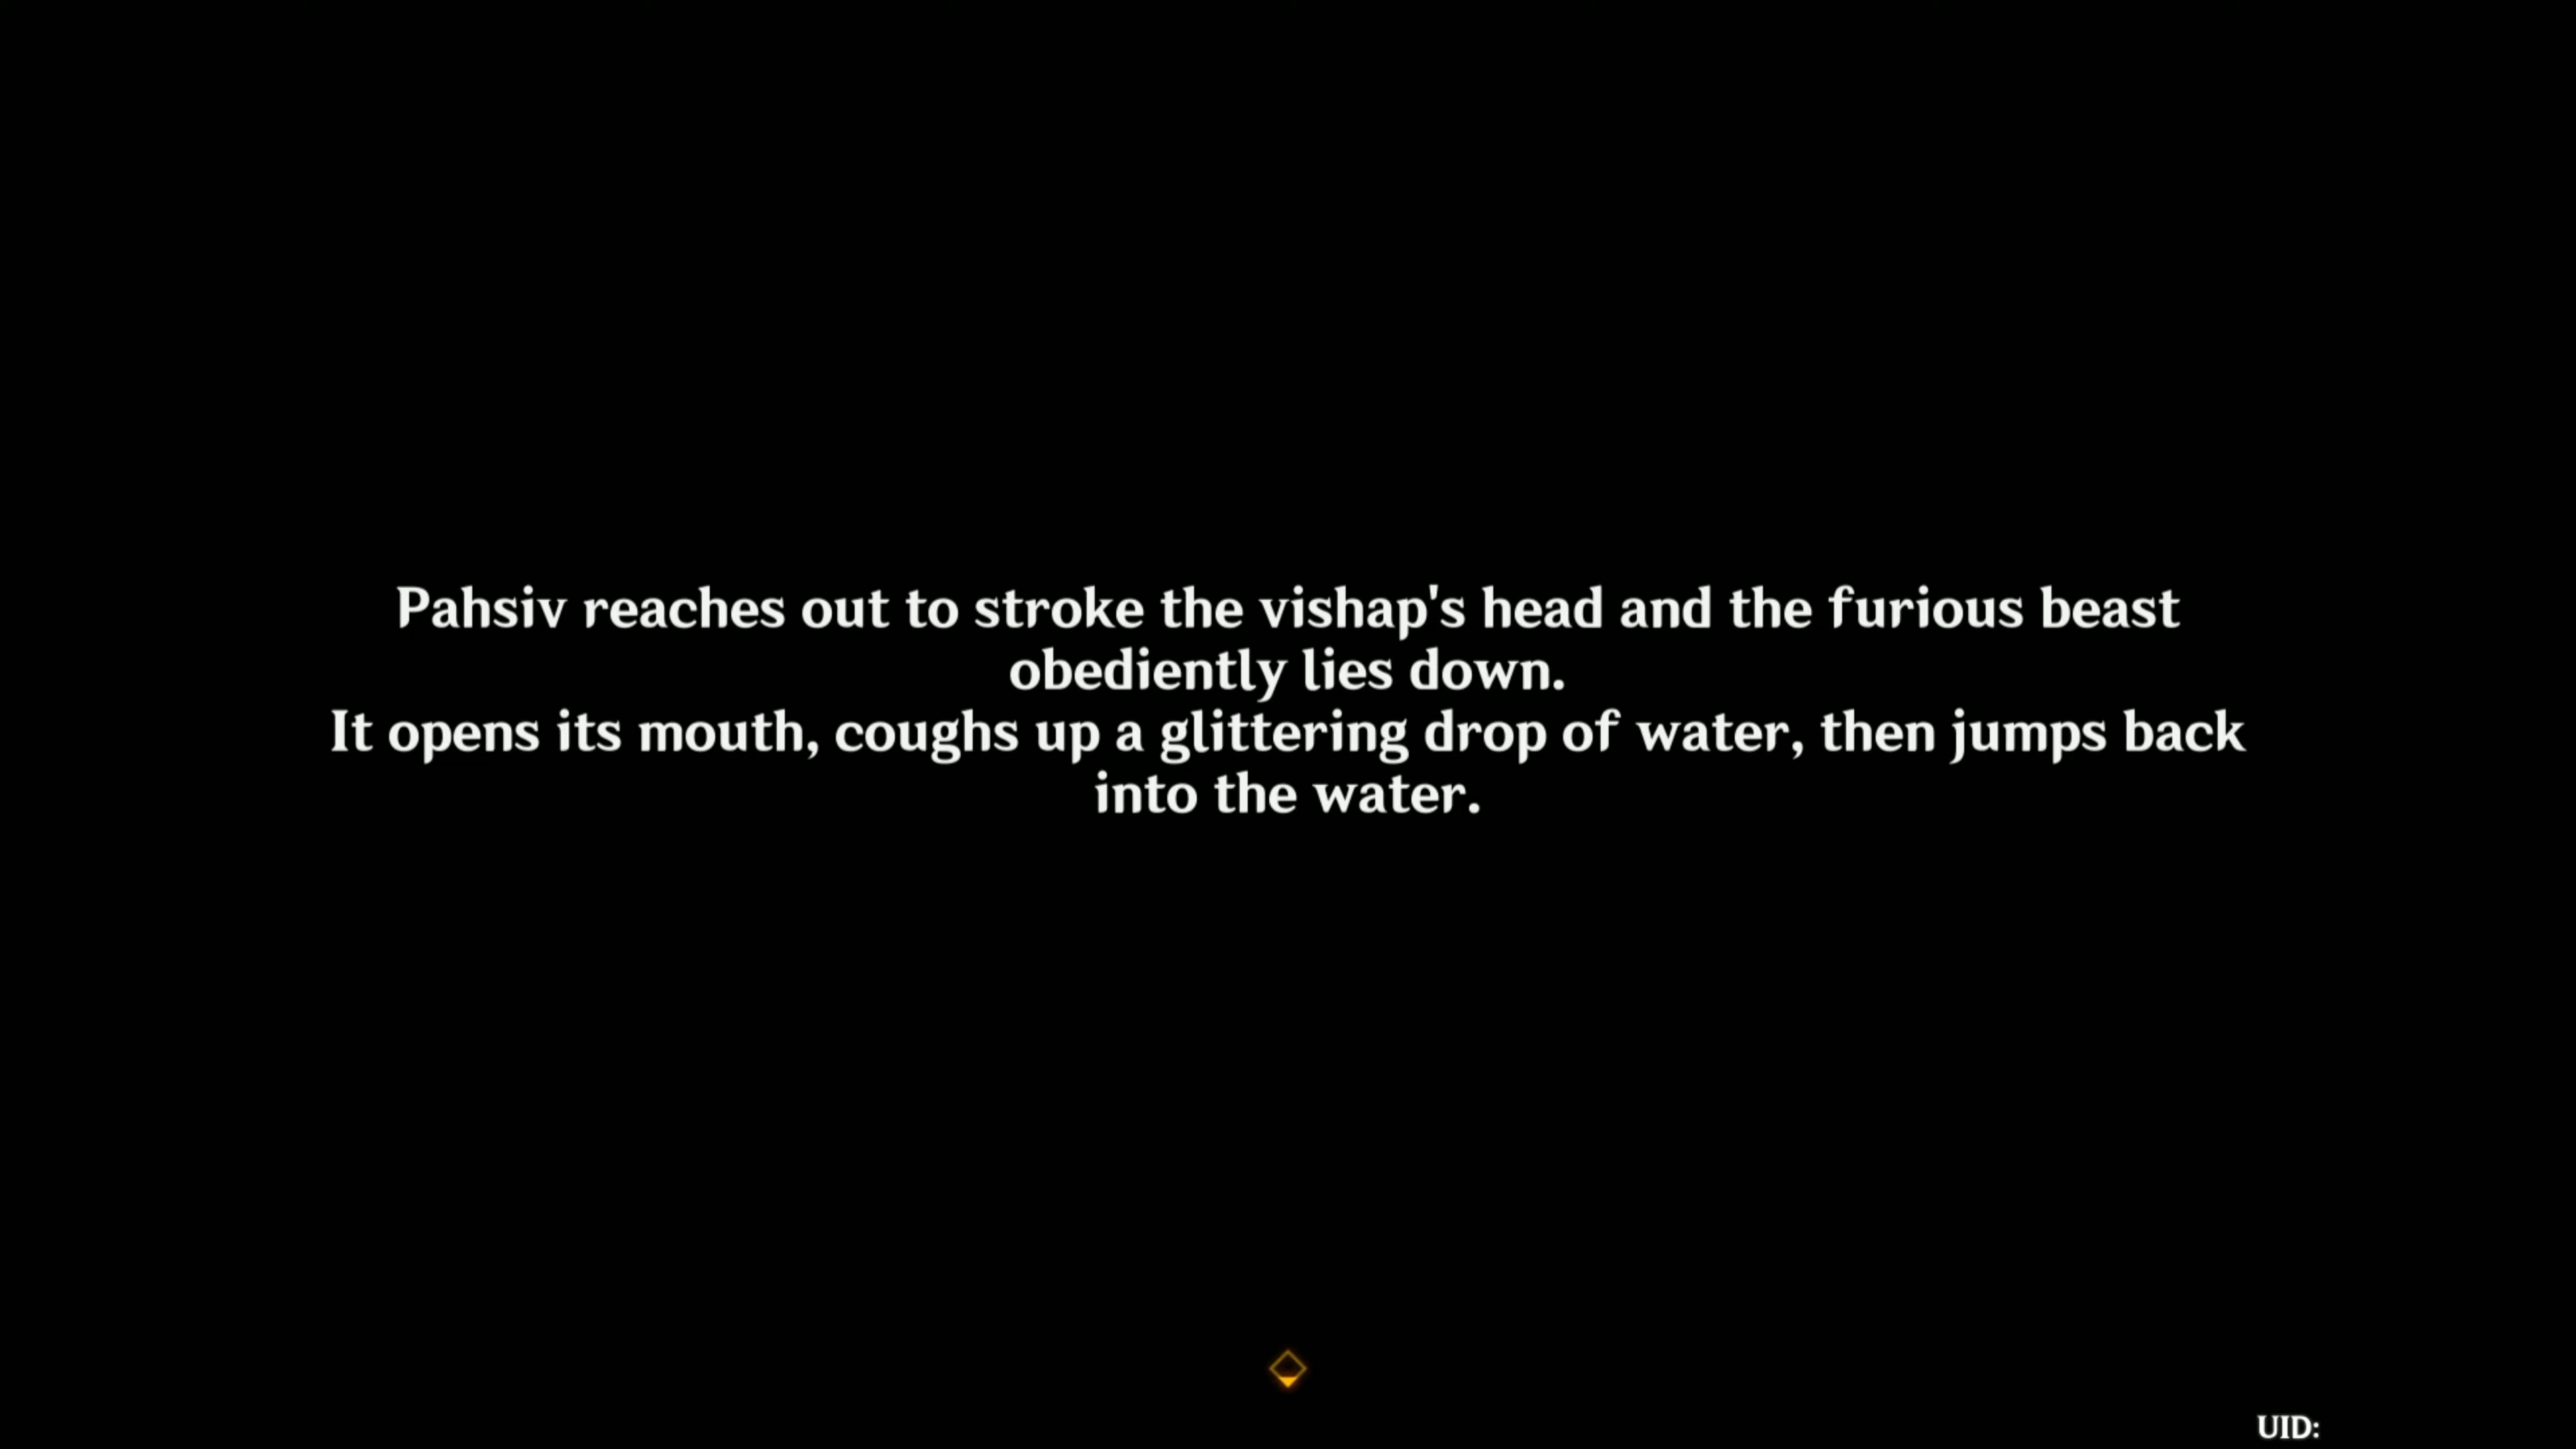 Pahsiv reaches out to stroke the vishap's head and the furious beast
obediently lies down.
It opens its mouth, coughs up a glittering drop of water, then jumps back
into the water.
UID: